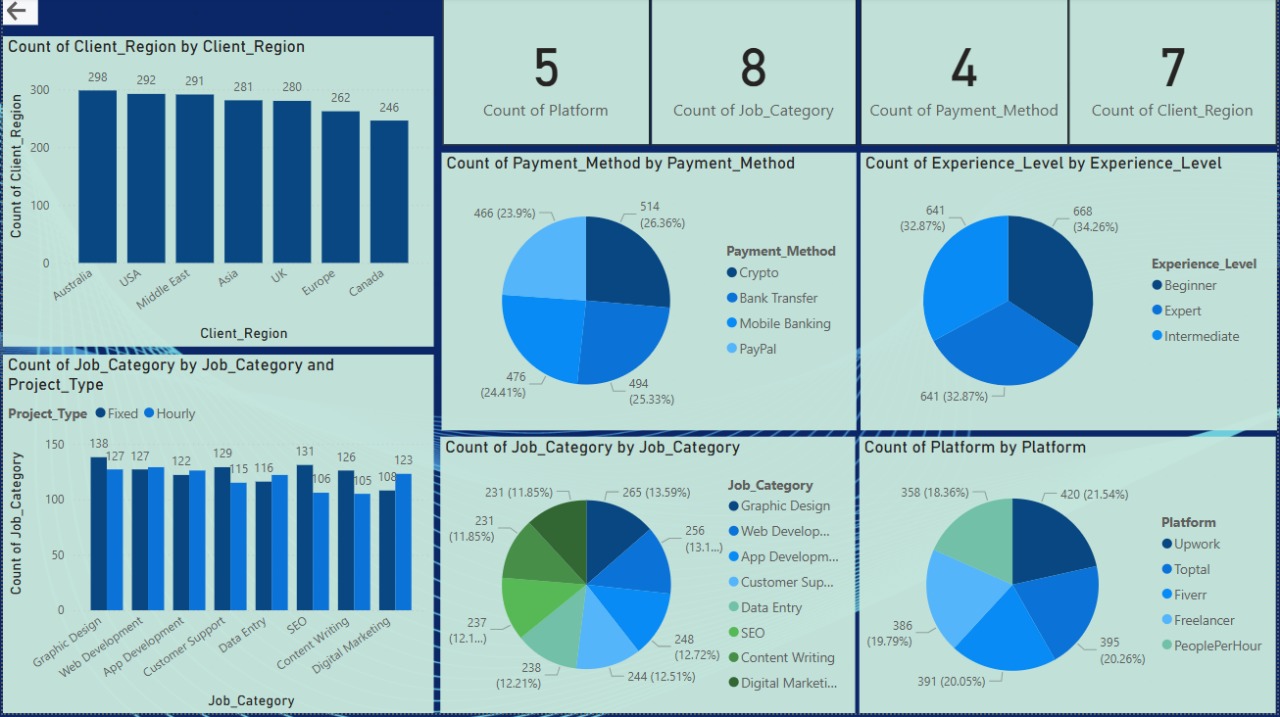 Count of Client_Region by Client_Region
Count of Client_Region
300
200
100
0
298
292
291
281
280
262
246
Australia
USA
Middle East
Asia
UK
Europe
Canada
Client_Region
5
Count of Platform
8
Count of Job_Category
4
Count of Payment_Method
7
Count of Client_Region
Count of Payment_Method by Payment_Method
514
(26.36%)
494
(25.33%)
476
(24.41%)
466 (23.9%)
Payment_Method
Crypto
Bank Transfer
Mobile Banking
PayPal
Count of Experience_Level by Experience_Level
668
(34.26%)
641 (32.87%)
641
(32.87%)
Experience_Level
Beginner
Expert
Intermediate
Count of Job_Category by Job_Category and
Project_Type
Project_Type Fixed Hourly
Count of Job_Category
150
100
50
0
138
127
127
122
129
115
116
131
106
126
105
108
123
Graphic Design
Web Development
App Development
Customer Support
Data Entry
SEO
Content Writing
Digital Marketing
Job_Category
Count of Job_Category by Job_Category
265 (13.59%)
256
(13.1...)
248
(12.72%)
244 (12.51%)
238
(12.21%)
237
(12.1...)
231
(11.85%)
231 (11.85%)
Job_Category
Graphic Design
Web Develop...
App Developm...
Customer Sup...
Data Entry
SEO
Content Writing
Digital Marketi...
Count of Platform by Platform
420 (21.54%)
395
(20.26%)
391 (20.05%)
386
(19.79%)
358 (18.36%)
Platform
Upwork
Toptal
Fiverr
Freelancer
PeoplePerHour